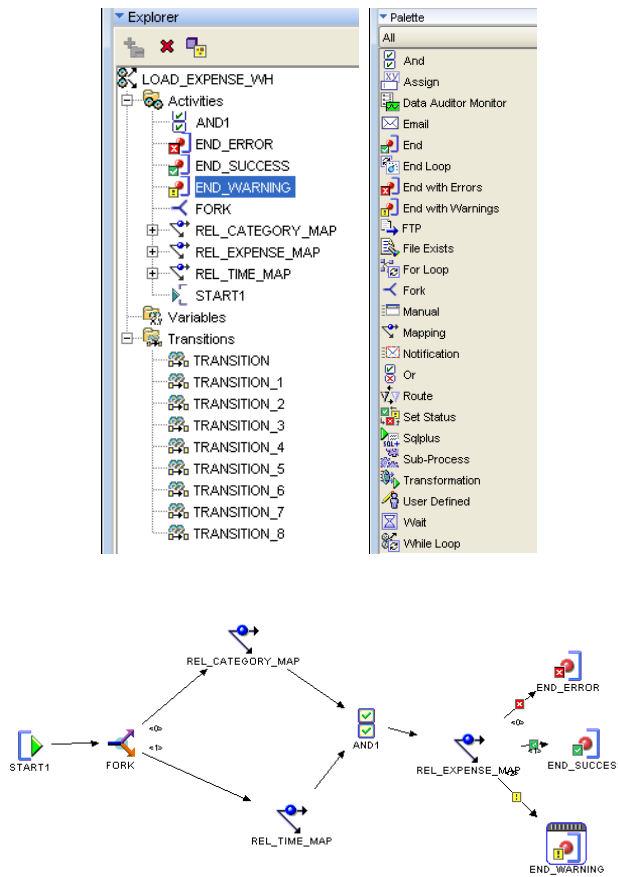 Explorer
LOAD_EXPENSE_WH
Activities
AND1
END_ERROR
END_SUCCESS
END_WARNING
FORK
REL_CATEGORY_MAP
REL_EXPENSE_MAP
REL_TIME_MAP
START1
Variables
Transitions
TRANSITION
TRANSITION_1
TRANSITION_2
TRANSITION_3
TRANSITION_4
TRANSITION_5
TRANSITION_6
TRANSITION_7
TRANSITION_8
Palette
All
And
Assign
Data Auditor Monitor
Email
End
End Loop
End with Errors
End with Warnings
FTP
File Exists
For Loop
Fork
Manual
Mapping
Notification
Or
Route
Set Status
Sqlplus
Sub-Process
Transformation
User Defined
Wait
While Loop
REL_CATEGORY_MAP
END_ERROR
<0>
<0>
START1
FORK
<1>
AND1
REL_EXPENSE_MAP
END_SUCCESS
REL_TIME_MAP
END_WARNING